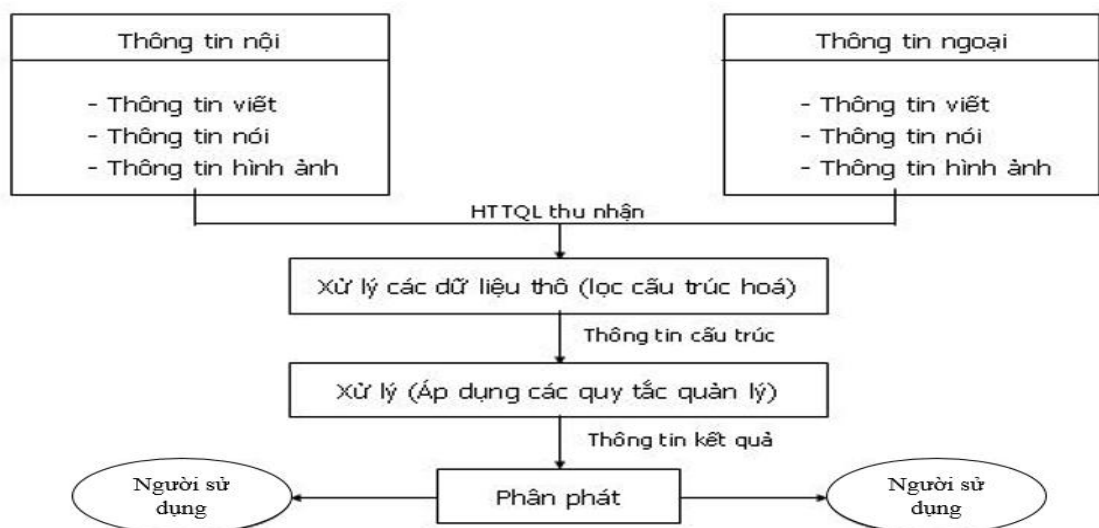 Thông tin nội
- Thông tin viết
- Thông tin nói
- Thông tin hình ảnh
Thông tin ngoại
- Thông tin viết
- Thông tin nói
- Thông tin hình ảnh
HTTQL thu nhận
Xử lý các dữ liệu thô (lọc cấu trúc hoá)
Thông tin cấu trúc
Xử lý (Áp dụng các quy tắc quản lý)
Thông tin kết quả
Người sử
dụng
Phân phát
Người sử
dụng